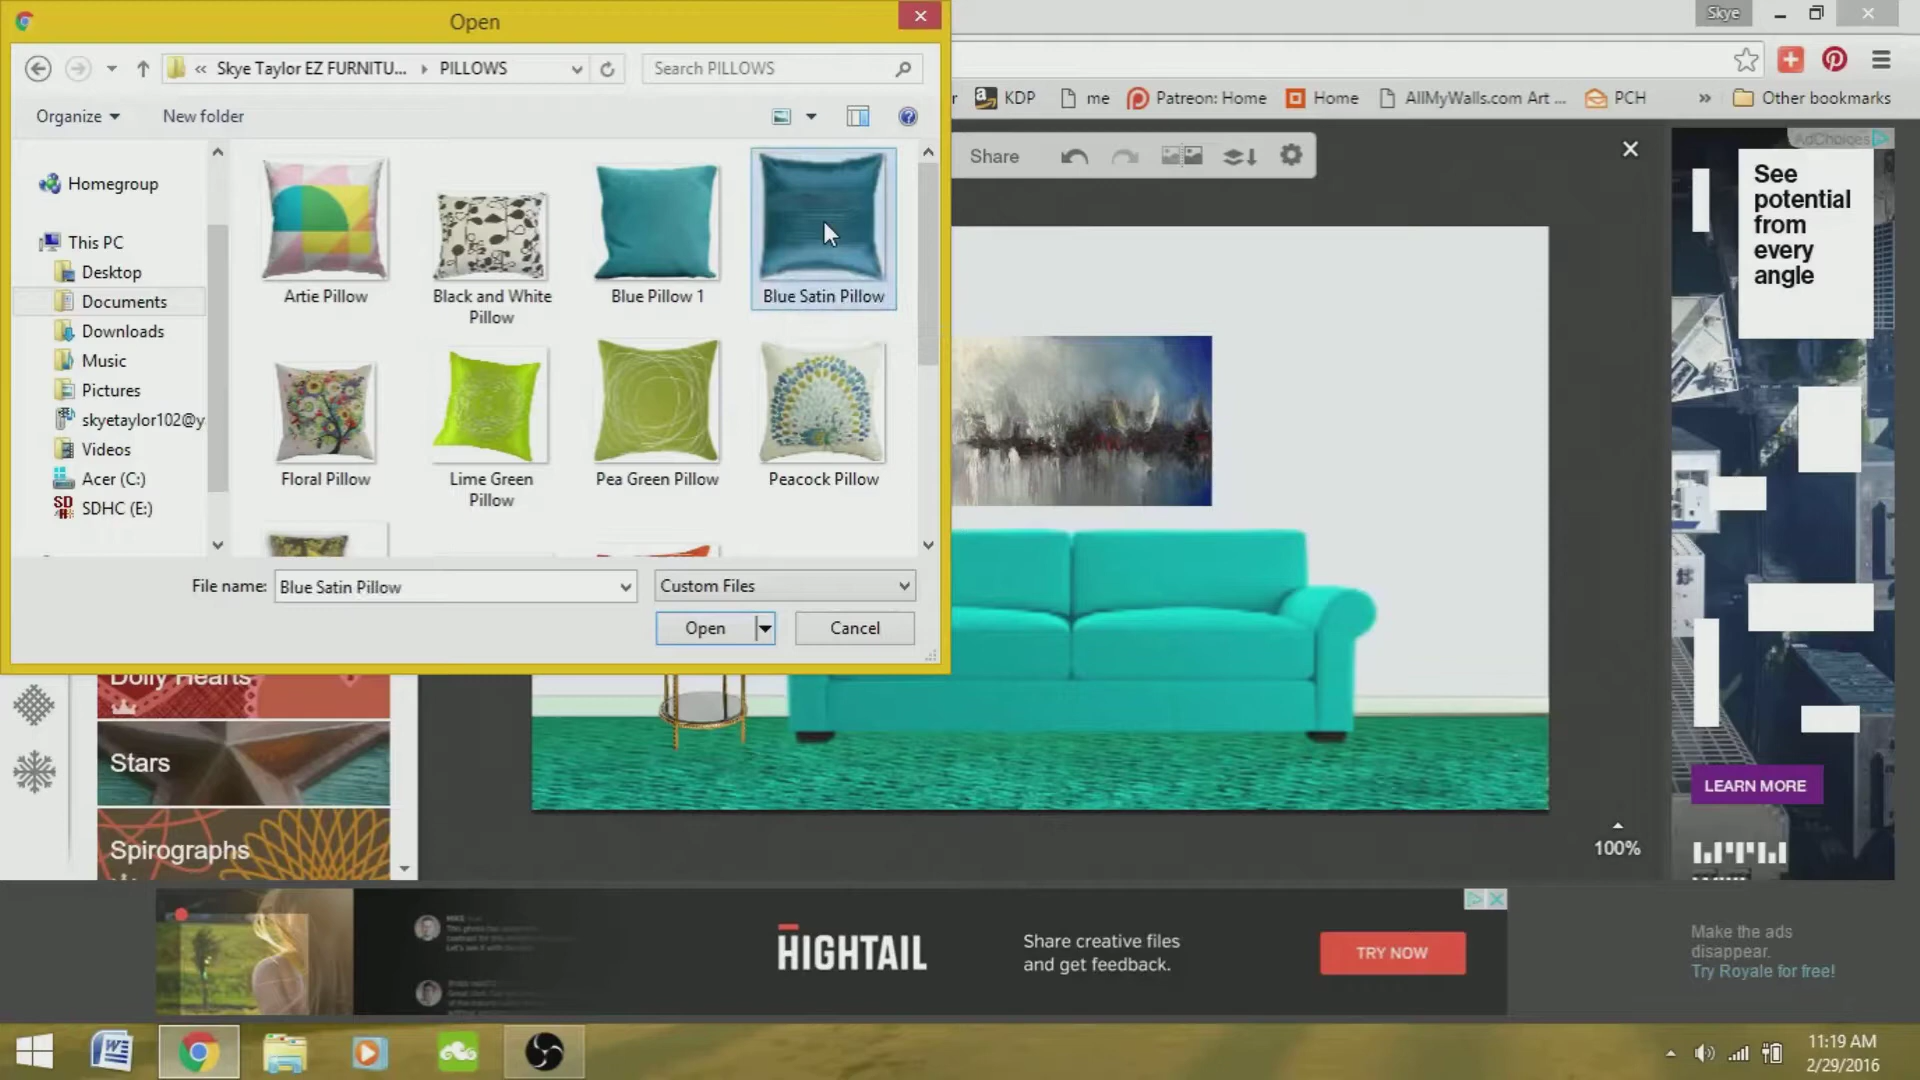 Open
Skye
« Skye Taylor EZ FURNITU... PILLOWS
Search PILLOWS
Organize
New folder
KDP
me
Patreon: Home
Home
AllMyWalls.com Art ...
PCH
»
Other bookmarks
Share
AdChoices
See
potential
from
every
angle
LEARN MORE
Homegroup
This PC
Desktop
Documents
Downloads
Music
Pictures
skyetaylor102@y
Videos
Acer (C:)
SDHC (E:)
Artie Pillow
Black and White
Pillow
Blue Pillow 1
Blue Satin Pillow
Floral Pillow
Lime Green
Pillow
Pea Green Pillow
Peacock Pillow
File name:
Blue Satin Pillow
Custom Files
Open
Cancel
Doily Hearts
Stars
Spirographs
100%
HIGHTAIL
Share creative files
and get feedback.
TRY NOW
Make the ads
disappear.
Try Royale for free!
11:19 AM
2/29/2016